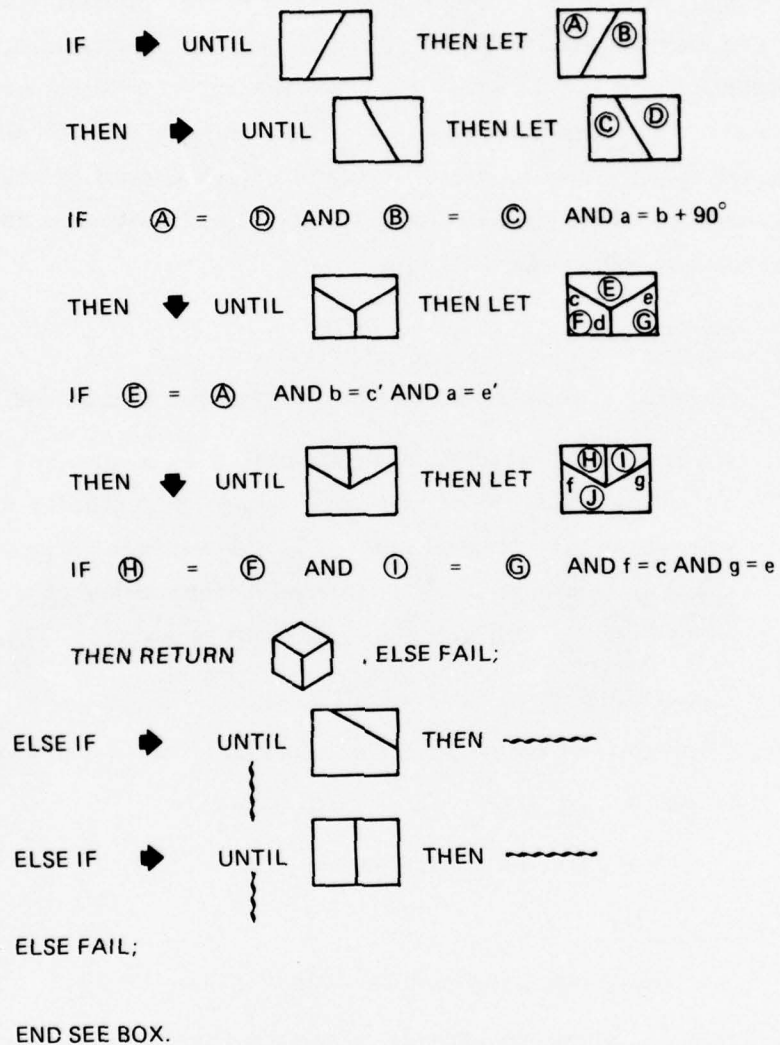 IF UNTIL THEN LET Ⓐ Ⓑ
THEN UNTIL THEN LET Ⓒ Ⓓ
IF Ⓐ = Ⓓ AND Ⓑ = Ⓒ AND a = b + 90°
THEN UNTIL THEN LET c Ⓔ e Ⓕ d Ⓖ
IF Ⓔ = Ⓐ AND b = c′ AND a = e′
THEN UNTIL THEN LET Ⓗ Ⓘ f Ⓙ g
IF Ⓗ = Ⓕ AND Ⓘ = Ⓖ AND f = c AND g = e
THEN RETURN , ELSE FAIL;
ELSE IF UNTIL THEN
ELSE IF UNTIL THEN
ELSE FAIL;
END SEE BOX.